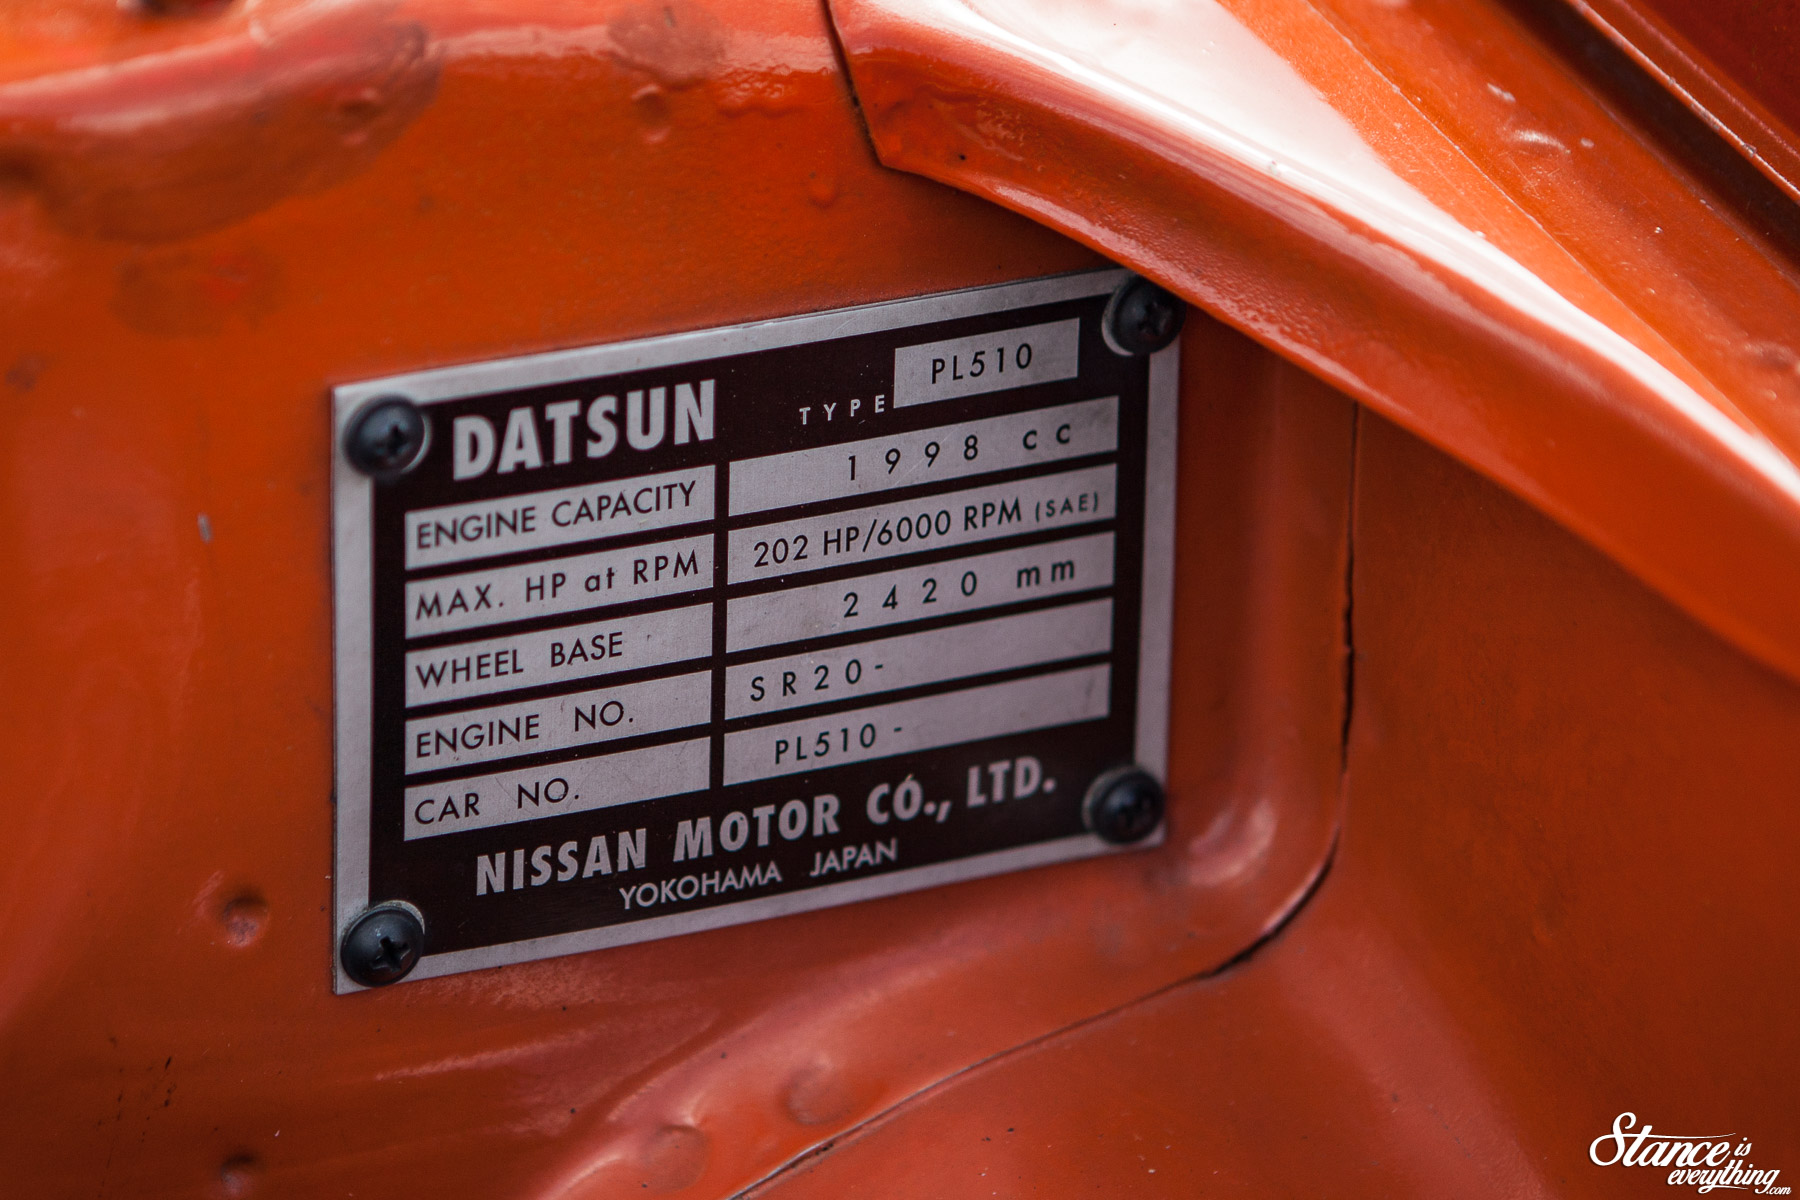 DATSUN TYPE PL510
ENGINE CAPACITY 1998 cc
MAX. HP at RPM 202 HP/6000 RPM (SAE)
WHEEL BASE 2420 mm
ENGINE NO. SR20-
CAR NO. PL510-
NISSAN MOTOR CÓ., LTD.
YOKOHAMA JAPAN
Stance is
everything.com